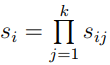 $s_i = \prod_{j=1}^{k} s_{ij}$